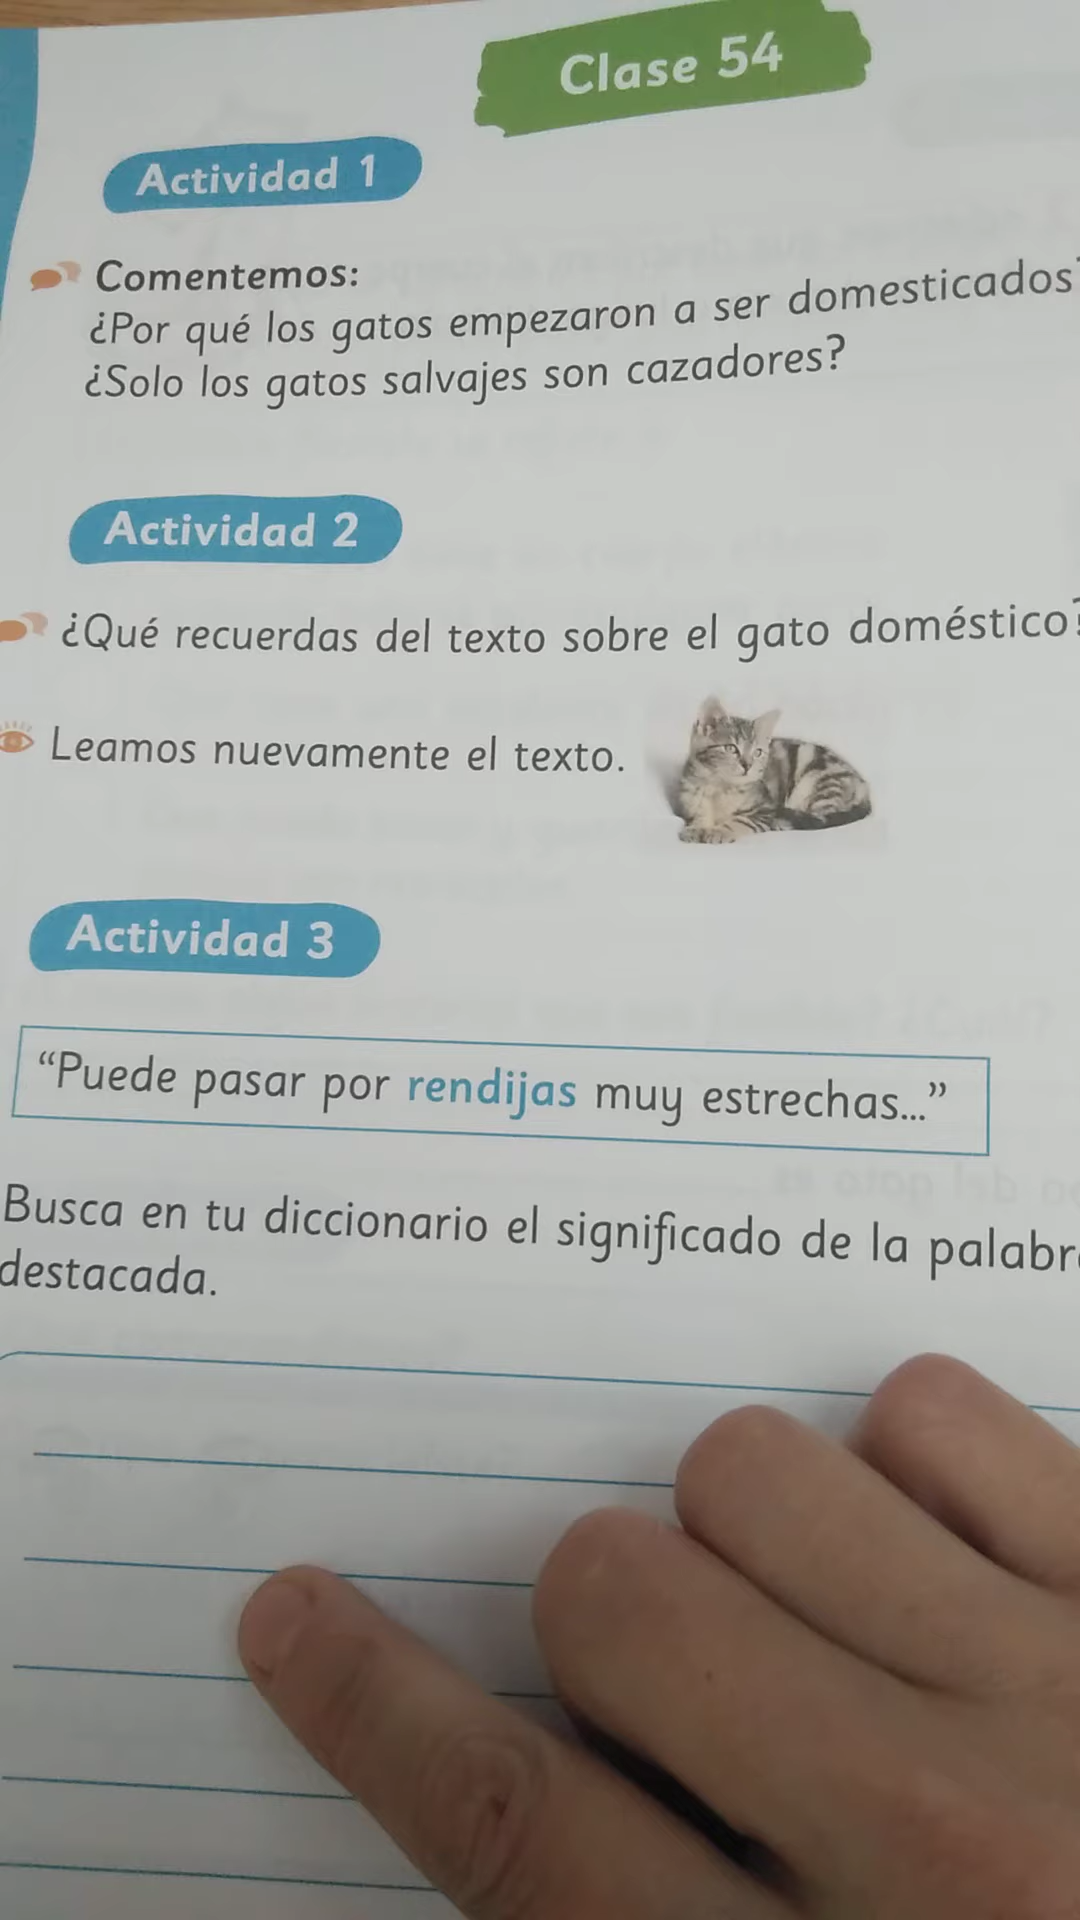 Clase 54
Actividad 1
Comentemos:
¿Por qué los gatos empezaron a ser domesticados?
¿Solo los gatos salvajes son cazadores?
Actividad 2
¿Qué recuerdas del texto sobre el gato doméstico?
Leamos nuevamente el texto.
Actividad 3
“Puede pasar por rendijas muy estrechas...”
Busca en tu diccionario el significado de la palabra
destacada.